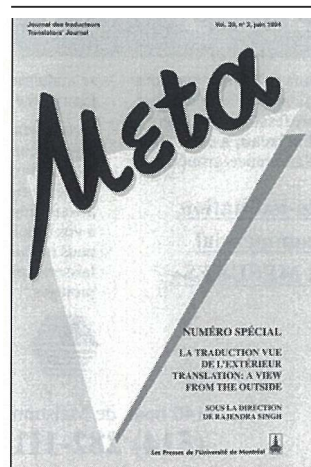 Journal des traducteurs
Translators' Journal
Vol. 39, n° 2, juin 1994
Meta
NUMÉRO SPÉCIAL
LA TRADUCTION VUE
DE L'EXTÉRIEUR
TRANSLATION: A VIEW
FROM THE OUTSIDE
SOUS LA DIRECTION
DE RAJENDRA SINGH
Les Presses de l'Université de Montréal